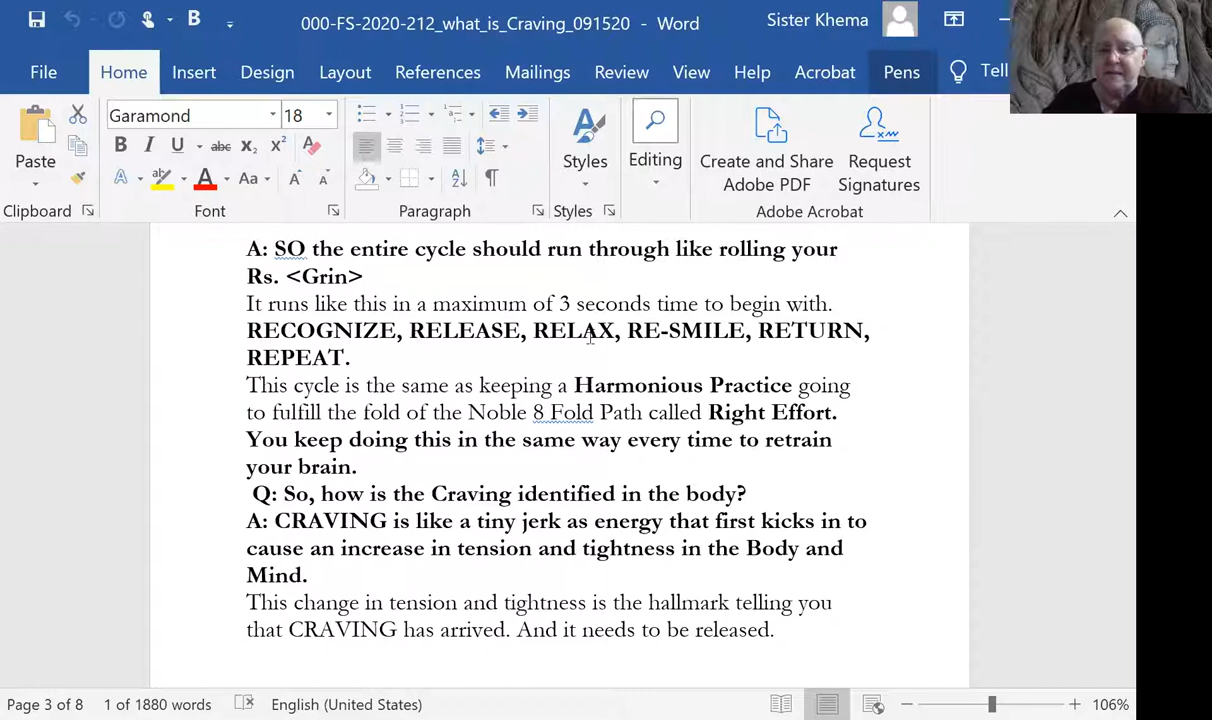 000-FS-2020-212_what_is_Craving_091520 - Word
Sister Khema
File Home Insert Design Layout References Mailings Review View Help Acrobat Pens Tell
Garamond 18
Paste
Styles
Editing
Create and Share Adobe PDF
Request Signatures
Clipboard Font Paragraph Styles Adobe Acrobat
A: SO the entire cycle should run through like rolling your
Rs. <Grin>
It runs like this in a maximum of 3 seconds time to begin with.
RECOGNIZE, RELEASE, RELAX, RE-SMILE, RETURN,
REPEAT.
This cycle is the same as keeping a Harmonious Practice going
to fulfill the fold of the Noble 8 Fold Path called Right Effort.
You keep doing this in the same way every time to retrain
your brain.
Q: So, how is the Craving identified in the body?
A: CRAVING is like a tiny jerk as energy that first kicks in to
cause an increase in tension and tightness in the Body and
Mind.
This change in tension and tightness is the hallmark telling you
that CRAVING has arrived. And it needs to be released.
Page 3 of 8 1 of 1880 words English (United States) 106%